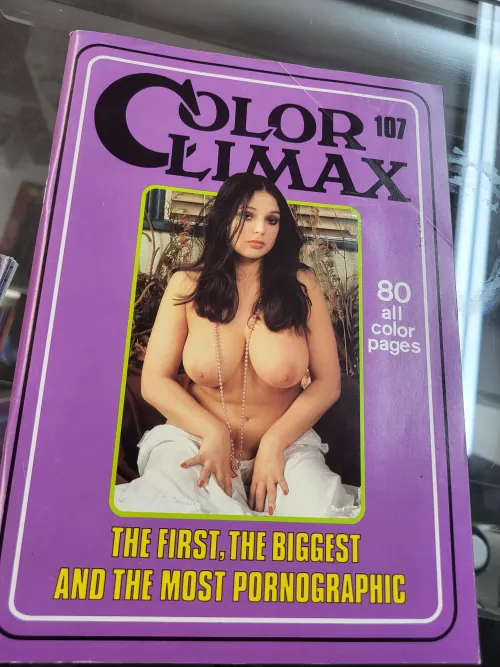 COLOR 107
CLIMAX
80
all
color
pages
THE FIRST, THE BIGGEST
AND THE MOST PORNOGRAPHIC